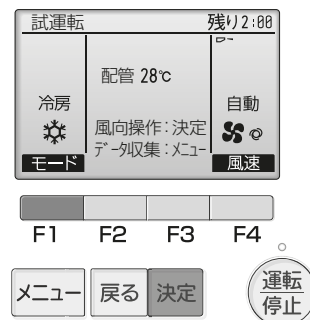 試運転 残り2:00
配管 28℃
冷房 自動
風向操作:決定
データ収集:メニュー
モード 風速
F1 F2 F3 F4
メニュー 戻る 決定 運転
停止